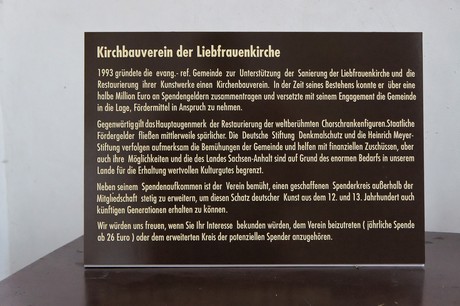 Kirchbauverein der Liebfrauenkirche
1993 gründete die evang.- ref. Gemeinde zur Unterstützung der Sanierung der Liebfrauenkirche und die
Restaurierung ihrer Kunstwerke einen Kirchenbauverein. In der Zeit seines Bestehens konnte er über eine
halbe Million Euro an Spendengeldern zusammentragen und versetzte mit seinem Engagement die Gemeinde
in die Lage, Fördermittel in Anspruch zu nehmen.
Gegenwärtig gilt das Hauptaugenmerk der Restaurierung der weltberühmten Chorschrankenfiguren.Staatliche
Fördergelder fließen mittlerweile spärlicher. Die Deutsche Stiftung Denkmalschutz und die Heinrich Meyer-
Stiftung verfolgen aufmerksam die Bemühungen der Gemeinde und helfen mit finanziellen Zuschüssen, aber
auch ihre Möglichkeiten und die des Landes Sachsen-Anhalt sind auf Grund des enormen Bedarfs in unserem
Land für die Erhaltung wertvollen Kulturgutes begrenzt.
Neben seinem Spendenaufkommen ist der Verein bemüht, einen geschaffenen Spenderkreis außerhalb der
Mitgliedschaft stetig zu erweitern, um diesen Schatz deutscher Kunst aus dem 12. und 13. Jahrhundert auch
künftigen Generationen erhalten zu können.
Wir würden uns freuen, wenn Sie Ihr Interesse bekunden würden, dem Verein beizutreten ( jährliche Spende
ab 26 Euro ) oder dem erweiterten Kreis der potenziellen Spender anzugehören.